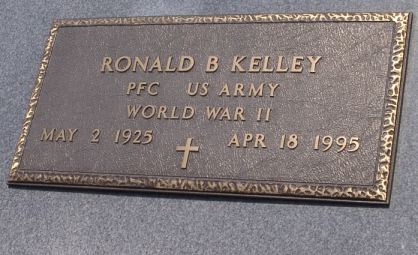 RONALD B KELLEY
PFC US ARMY
WORLD WAR II
MAY 2 1925 APR 18 1995